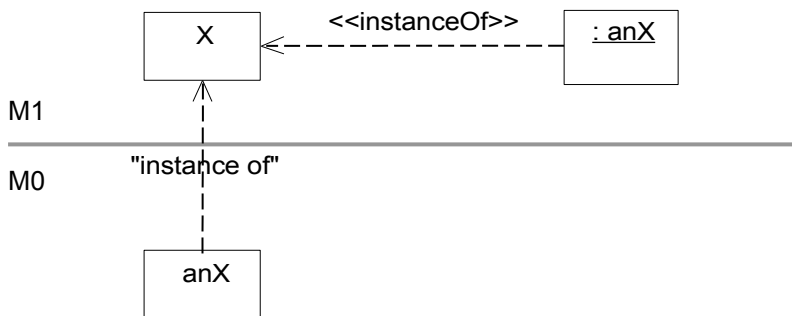 <<instanceOf>>
X
: anX
M1
"instance of"
M0
anX